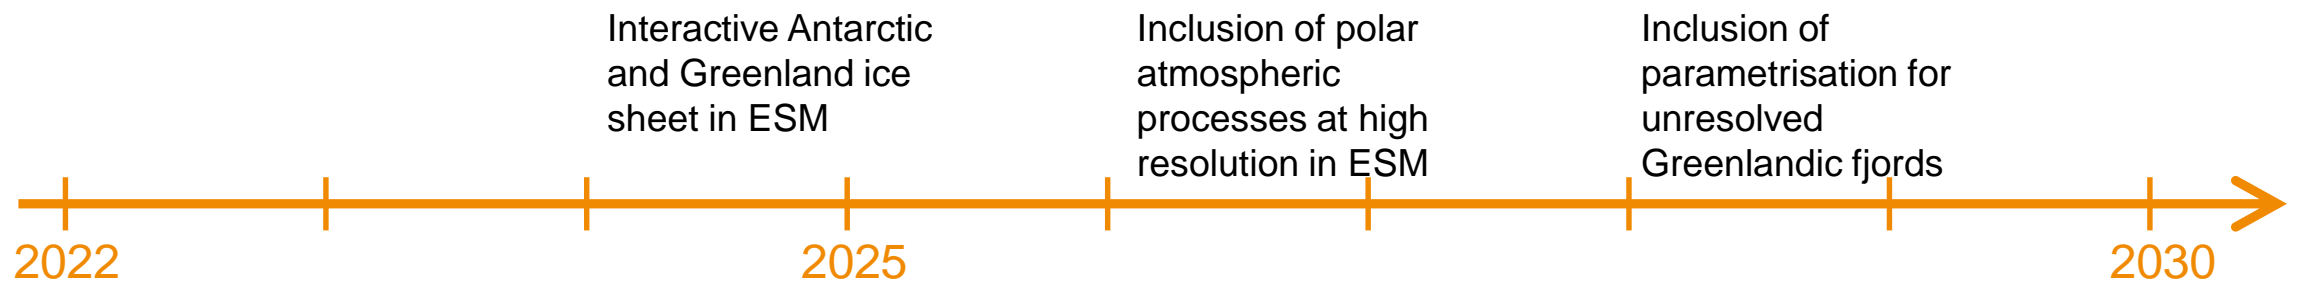 Interactive Antarctic
and Greenland ice
sheet in ESM
Inclusion of polar
atmospheric
processes at high
resolution in ESM
Inclusion of
parametrisation for
unresolved
Greenlandic fjords
2022
2025
2030